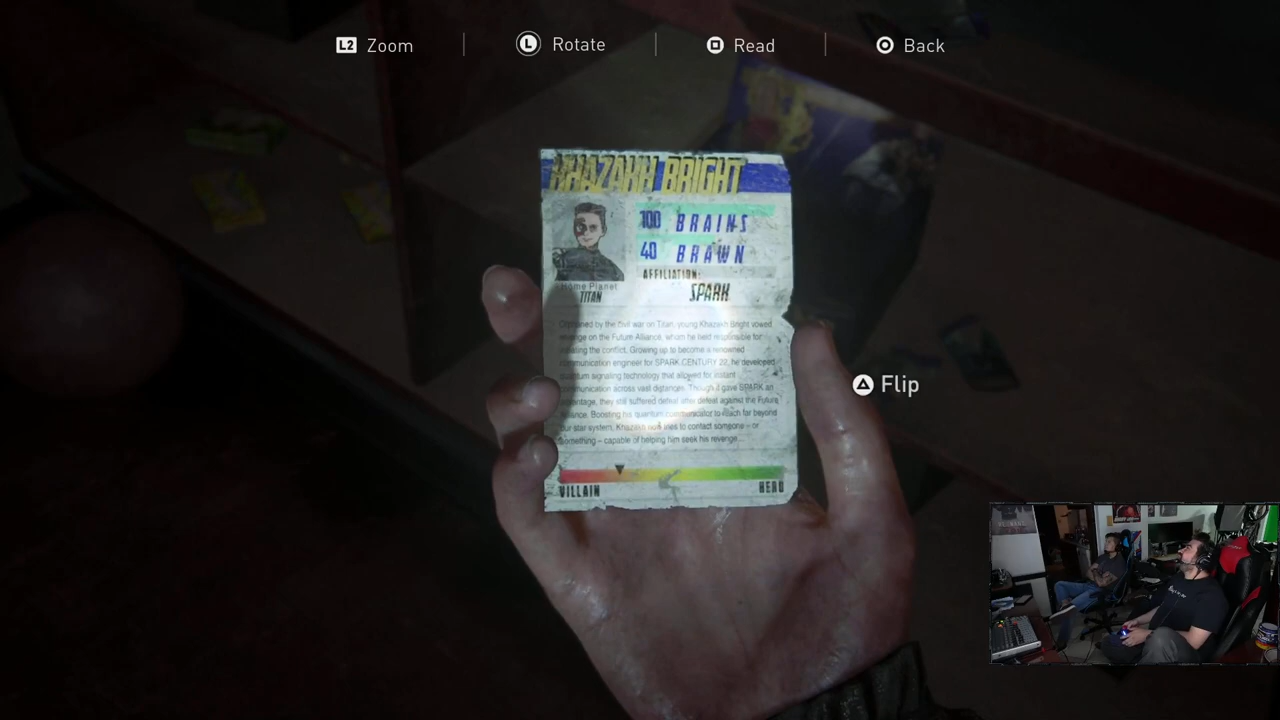 L2 Zoom
L Rotate
Read
Back
KHAZAKH BRIGHT
100 BRAINS
40 BRAWN
AFFILIATION:
SPARK
Home Planet
TITAN
Orphaned by the civil war on Titan, young Khazakh Bright vowed
revenge on the Future Alliance, whom he held responsible for
initiating the conflict. Growing up to become a renowned
communication engineer for SPARK CENTURY 22, he developed
quantum signaling technology that allowed for instant
communication across vast distances. Though it gave SPARK an
advantage, they still suffered defeat after defeat against the Future
Alliance. Boosting his quantum communicator to reach far beyond
our star system, Khazakh now tries to contact someone – or
something – capable of helping him seek his revenge...
VILLAIN
HERO
Flip